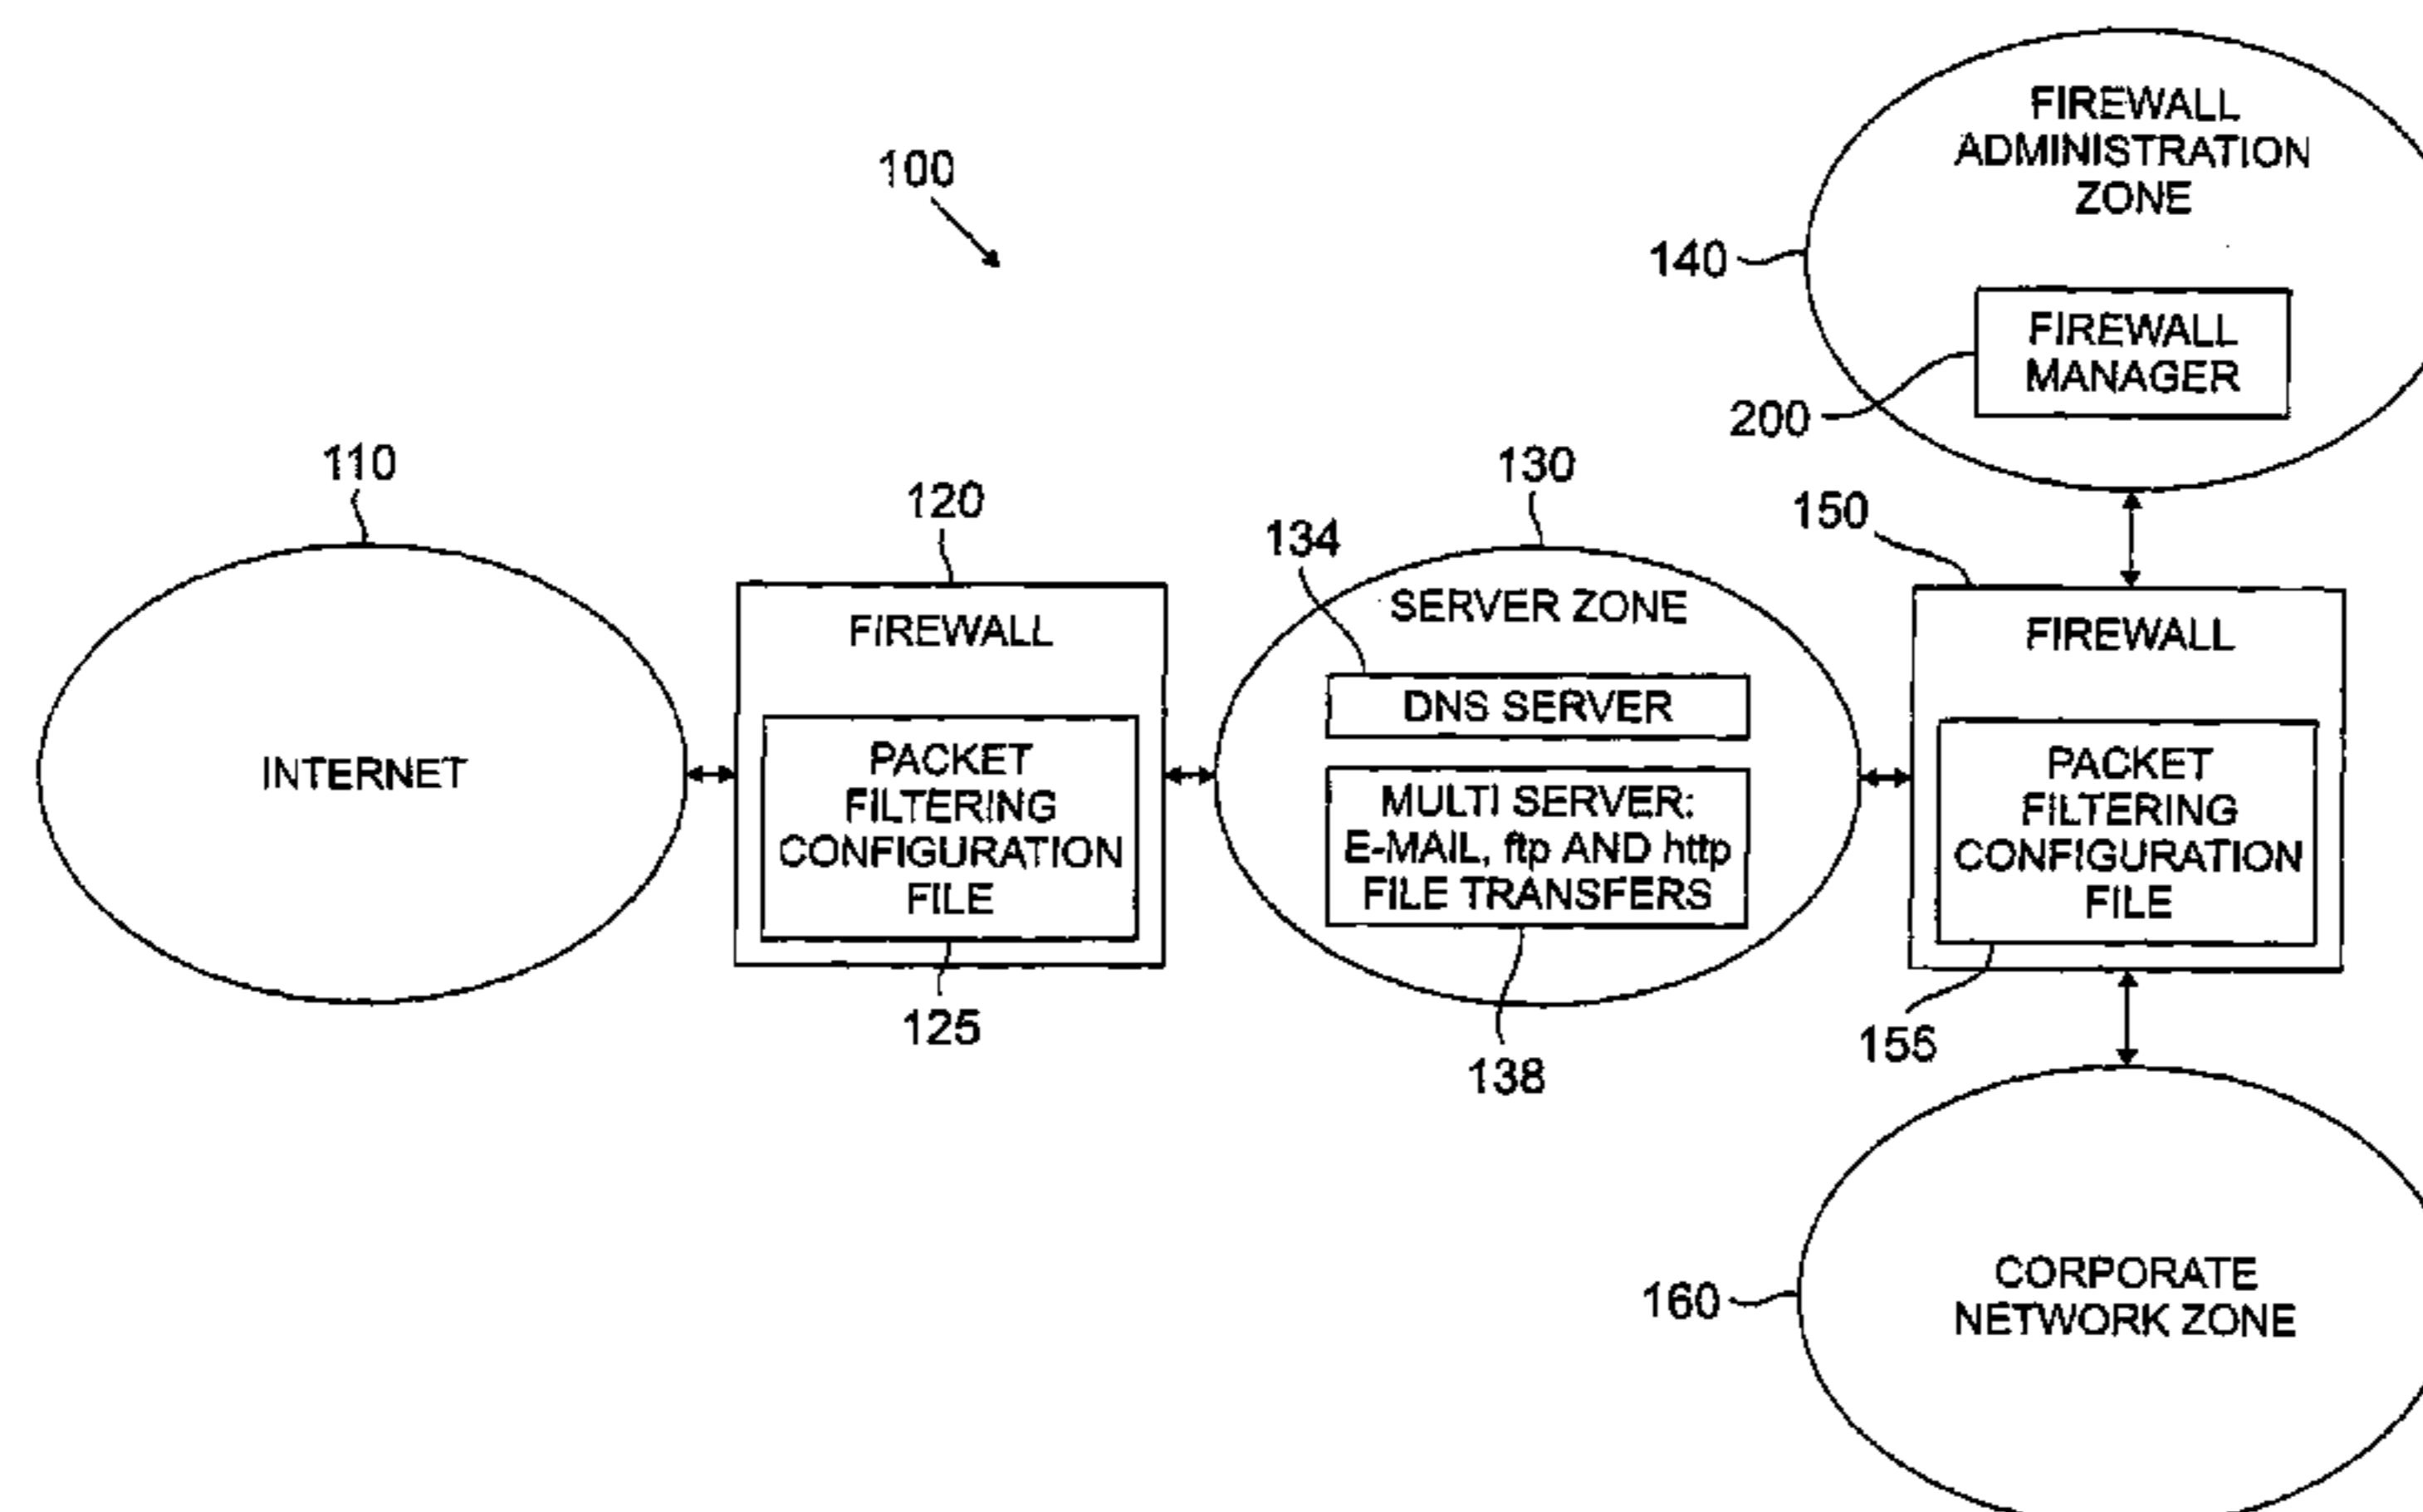 100
FIREWALL
ADMINISTRATION
ZONE
140
FIREWALL
MANAGER
200
110
INTERNET
120
FIREWALL
PACKET
FILTERING
CONFIGURATION
FILE
125
130
134
SERVER ZONE
DNS SERVER
MULTI SERVER:
E-MAIL, ftp AND http
FILE TRANSFERS
138
150
FIREWALL
PACKET
FILTERING
CONFIGURATION
FILE
155
160
CORPORATE
NETWORK ZONE